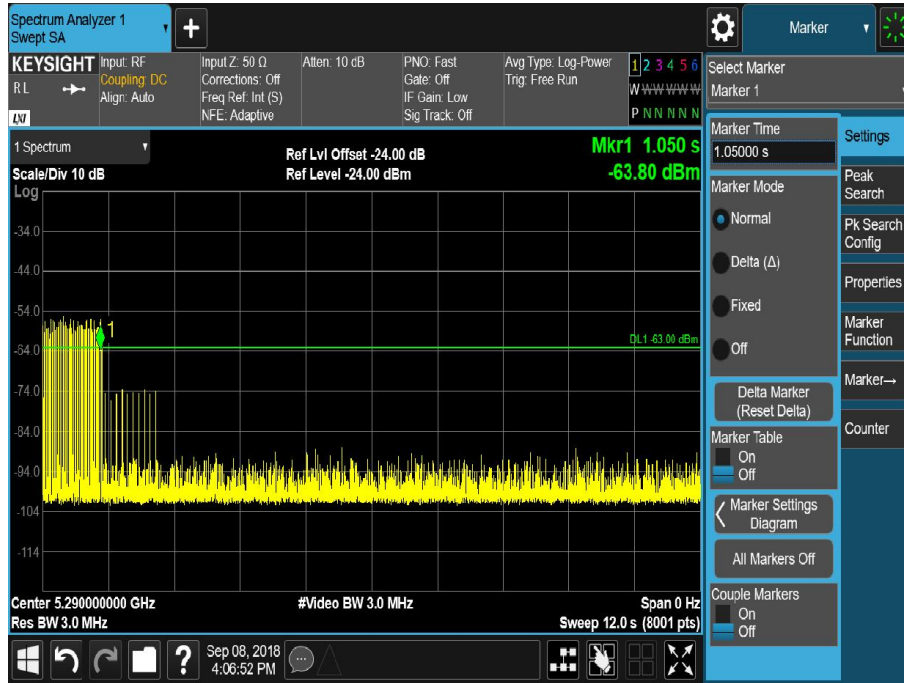 Spectrum Analyzer 1
Swept SA
+
Marker
KEYSIGHT
RL
LXI
Input: RF
Coupling: DC
Align: Auto
Input Z: 50 Ω
Corrections: Off
Freq Ref: Int (S)
NFE: Adaptive
Atten: 10 dB
PNO: Fast
Gate: Off
IF Gain: Low
Sig Track: Off
Avg Type: Log-Power
Trig: Free Run
1 2 3 4 5 6
W W W W W W
P N N N N N
Select Marker
Marker 1
1 Spectrum
Scale/Div 10 dB
Ref Lvl Offset -24.00 dB
Ref Level -24.00 dBm
Mkr1 1.050 s
-63.80 dBm
Log
-34.0
-44.0
-54.0
-64.0
-74.0
-84.0
-94.0
-104
-114
1
DL1 -63.00 dBm
Center 5.290000000 GHz
Res BW 3.0 MHz
#Video BW 3.0 MHz
Span 0 Hz
Sweep 12.0 s (8001 pts)
Marker Time
1.05000 s
Marker Mode
Normal
Delta (Δ)
Fixed
Off
Delta Marker
(Reset Delta)
Marker Table
On
Off
Marker Settings
Diagram
All Markers Off
Couple Markers
On
Off
Settings
Peak
Search
Pk Search
Config
Properties
Marker
Function
Marker→
Counter
?
Sep 08, 2018
4:06:52 PM